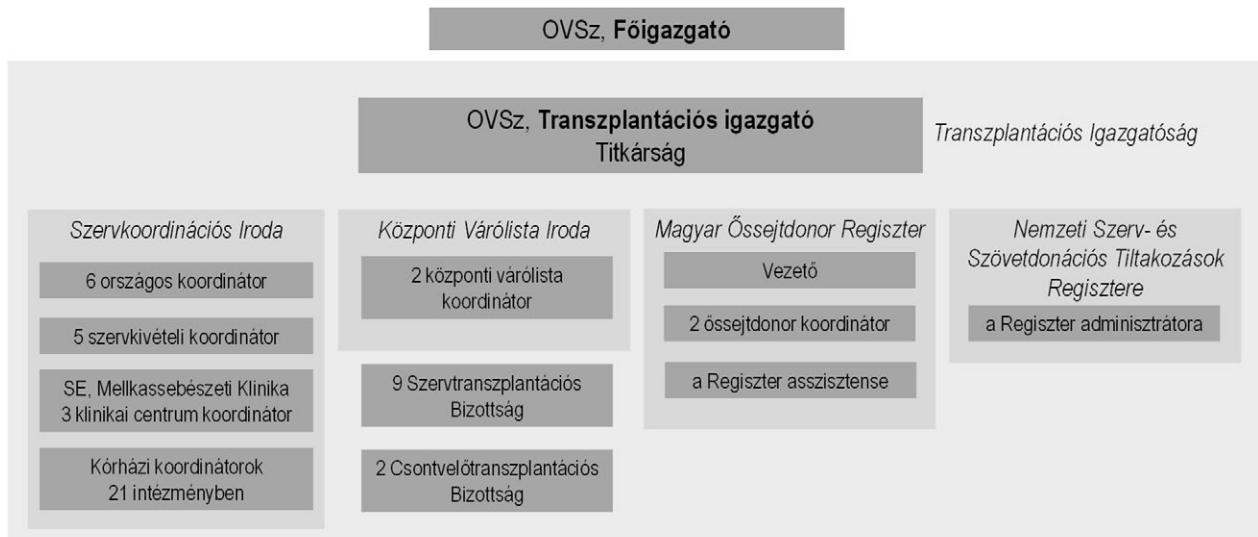 OVSz, Főigazgató
OVSz, Transzplantációs igazgató
Titkárság
Transzplantációs Igazgatóság
Szervkoordinációs Iroda
6 országos koordinátor
5 szervkivételi koordinátor
SE, Mellkassebészeti Klinika
3 klinikai centrum koordinátor
Kórházi koordinátorok
21 intézményben
Központi Várólista Iroda
2 központi várólista
koordinátor
9 Szervtranszplantációs
Bizottság
2 Csontvelőtranszplantációs
Bizottság
Magyar Őssejtdonor Regiszter
Vezető
2 őssejtdonor koordinátor
a Regiszter asszisztense
Nemzeti Szerv- és
Szövetdonációs Tiltakozások
Regisztere
a Regiszter adminisztrátora